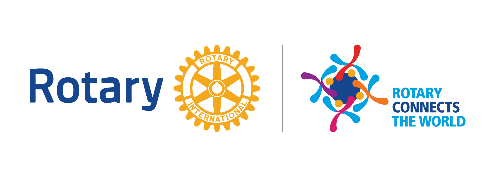 Rotary
ROTARY
INTERNATIONAL
ROTARY
CONNECTS
THE WORLD